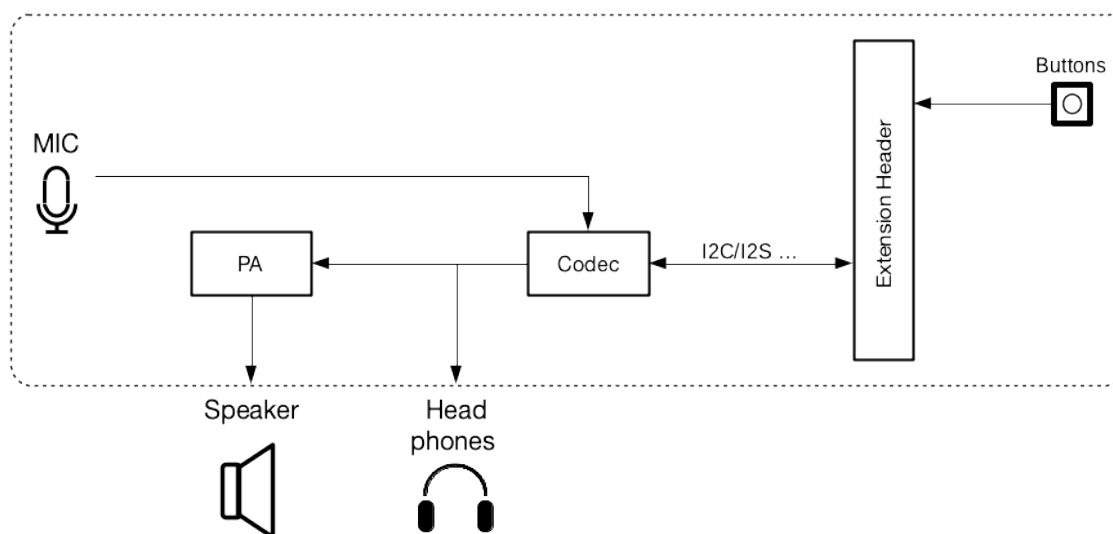 Buttons
MIC
Extension Header
PA
Codec
I2C/I2S ...
Speaker
Head
phones